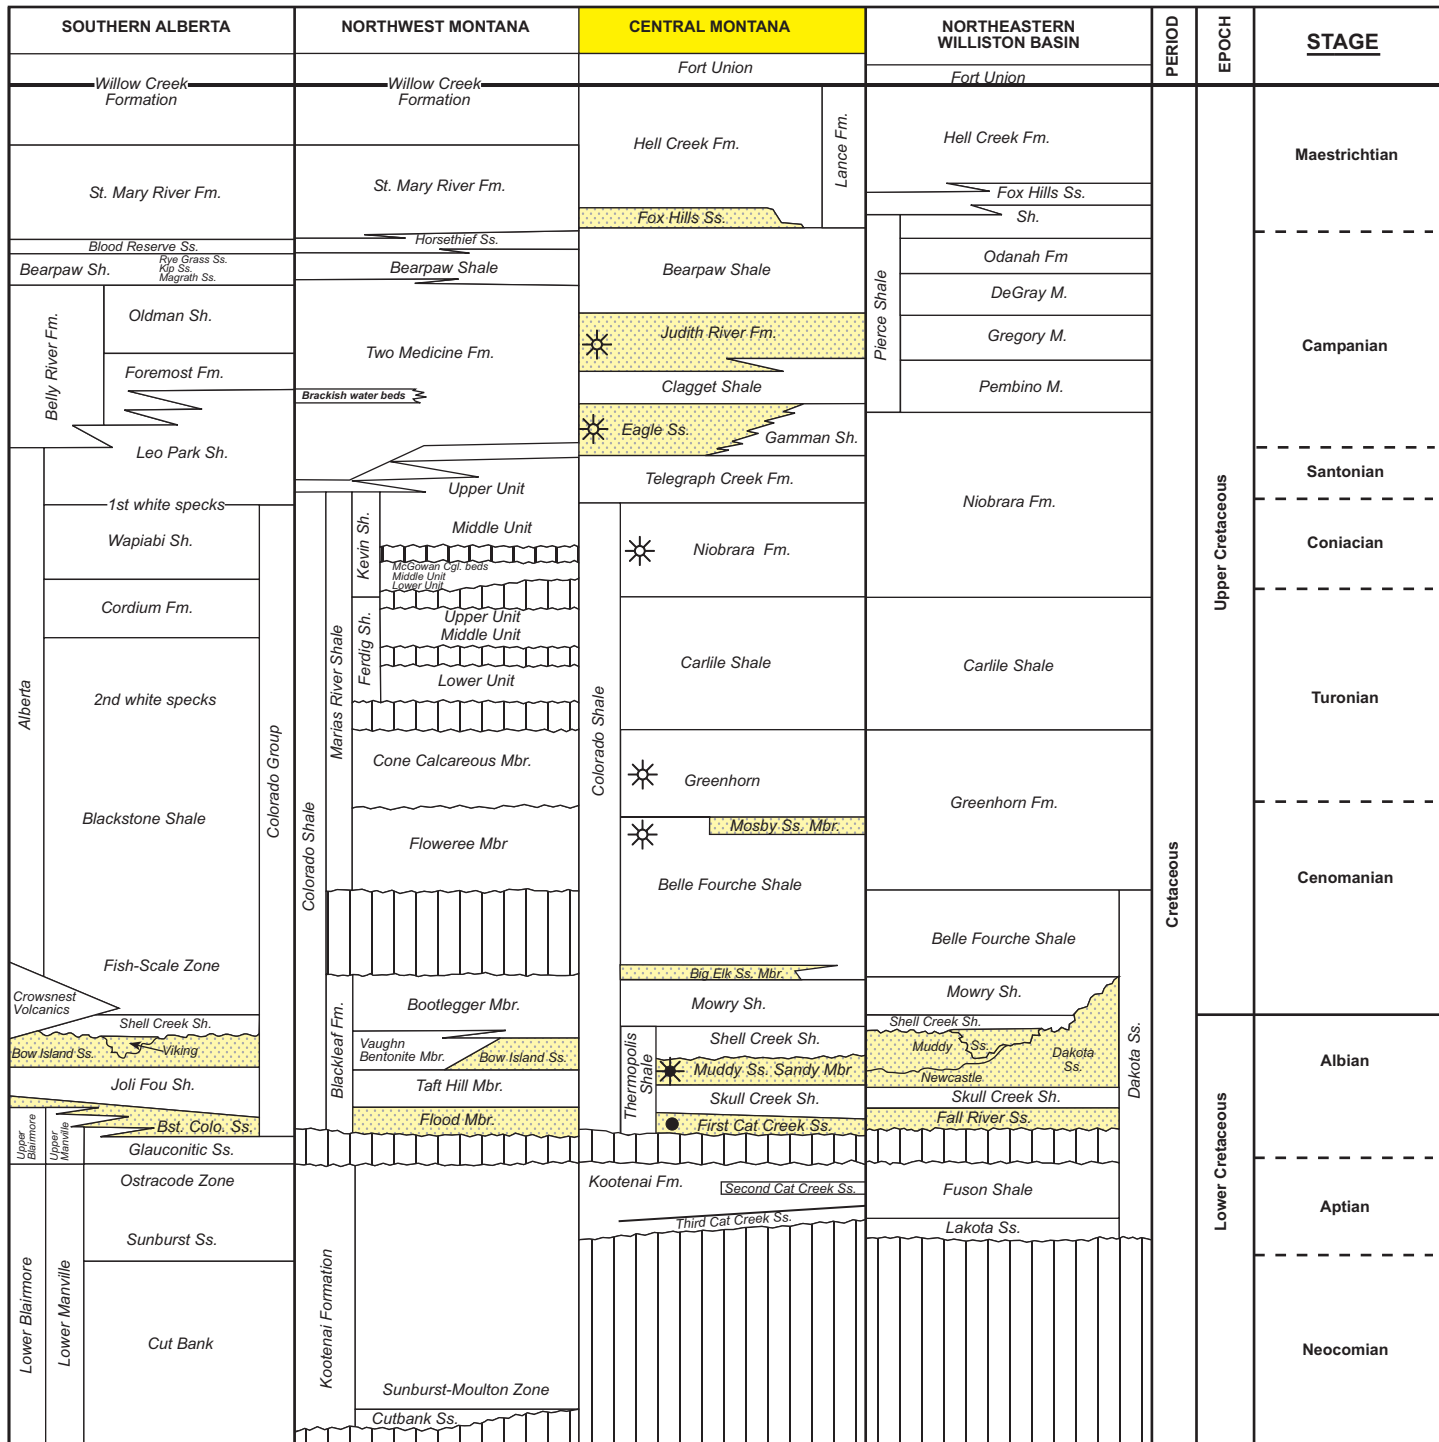 SOUTHERN ALBERTA
NORTHWEST MONTANA
CENTRAL MONTANA
NORTHEASTERN
WILLISTON BASIN
PERIOD
EPOCH
STAGE
Willow Creek
Formation
St. Mary River Fm.
Blood Reserve Ss.
Bearpaw Sh.
Rye Grass Ss.
Kip Ss.
Magrath Ss.
Belly River Fm.
Oldman Sh.
Foremost Fm.
Leo Park Sh.
Alberta
1st white specks
Wapiabi Sh.
Cordium Fm.
2nd white specks
Colorado Group
Blackstone Shale
Fish-Scale Zone
Crowsnest
Volcanics
Shell Creek Sh.
Bow Island Ss.
Viking
Joli Fou Sh.
Bst. Colo. Ss.
Upper
Blairmore
Upper
Manville
Glauconitic Ss.
Ostracode Zone
Sunburst Ss.
Lower Blairmore
Lower Manville
Cut Bank
Willow Creek
Formation
St. Mary River Fm.
Horsethief Ss.
Bearpaw Shale
Two Medicine Fm.
Brackish water beds
Upper Unit
Middle Unit
Kevin Sh.
McGowan Cgl. beds
Middle Unit
Lower Unit
Ferdig Sh.
Upper Unit
Middle Unit
Lower Unit
Marias River Shale
Cone Calcareous Mbr.
Colorado Shale
Floweree Mbr
Blackleaf Fm.
Bootlegger Mbr.
Vaughn
Bentonite Mbr.
Bow Island Ss.
Taft Hill Mbr.
Flood Mbr.
Kootenai Formation
Sunburst-Moulton Zone
Cutbank Ss.
Fort Union
Hell Creek Fm.
Lance Fm.
Fox Hills Ss.
Bearpaw Shale
Judith River Fm.
Clagget Shale
Eagle Ss.
Gamman Sh.
Telegraph Creek Fm.
Colorado Shale
Niobrara Fm.
Carlile Shale
Greenhorn
Mosby Ss. Mbr.
Belle Fourche Shale
Big Elk Ss. Mbr.
Mowry Sh.
Thermopolis
Shale
Shell Creek Sh.
Muddy Ss. Sandy Mbr
Skull Creek Sh.
First Cat Creek Ss.
Kootenai Fm.
Second Cat Creek Ss.
Third Cat Creek Ss.
Fort Union
Hell Creek Fm.
Fox Hills Ss.
Sh.
Pierce Shale
Odanah Fm
DeGray M.
Gregory M.
Pembino M.
Niobrara Fm.
Carlile Shale
Greenhorn Fm.
Belle Fourche Shale
Mowry Sh.
Shell Creek Sh.
Muddy Ss.
Dakota
Ss.
Newcastle
Skull Creek Sh.
Fall River Ss.
Dakota Ss.
Fuson Shale
Lakota Ss.
Cretaceous
Upper Cretaceous
Lower Cretaceous
Maestrichtian
Campanian
Santonian
Coniacian
Turonian
Cenomanian
Albian
Aptian
Neocomian